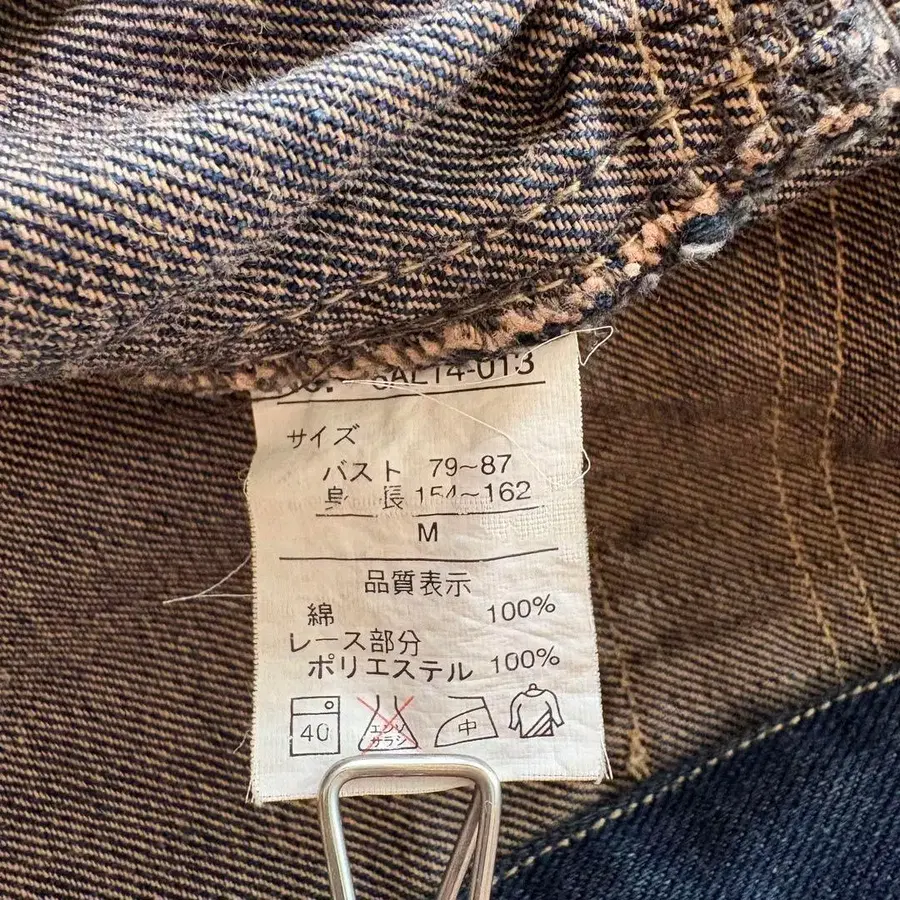 6AL14-013
サイズ
バスト 79～87
身 長 154～162
M
品質表示
綿 100%
レース部分
ポリエステル 100%
40 エンソ サラシ 中